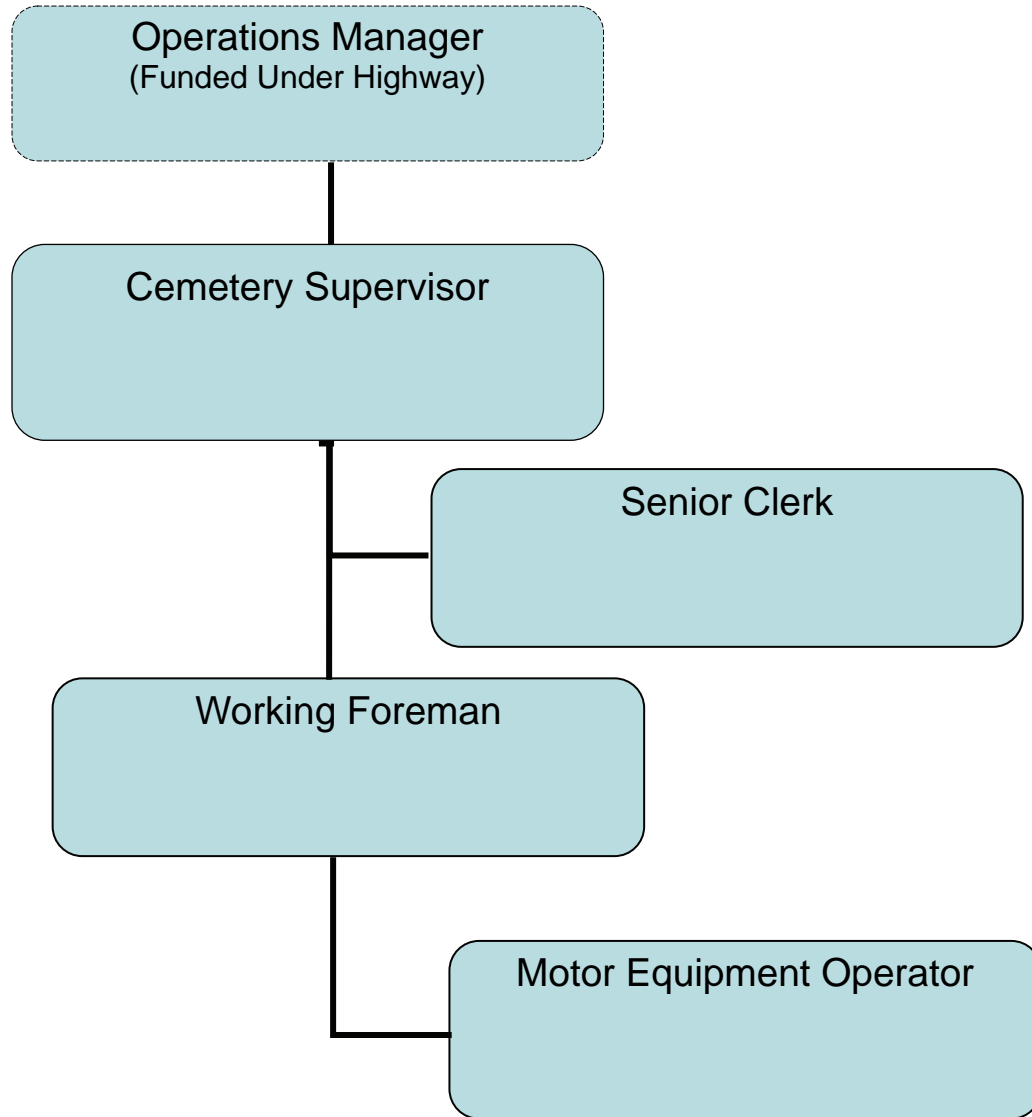 Operations Manager
(Funded Under Highway)
Cemetery Supervisor
Senior Clerk
Working Foreman
Motor Equipment Operator